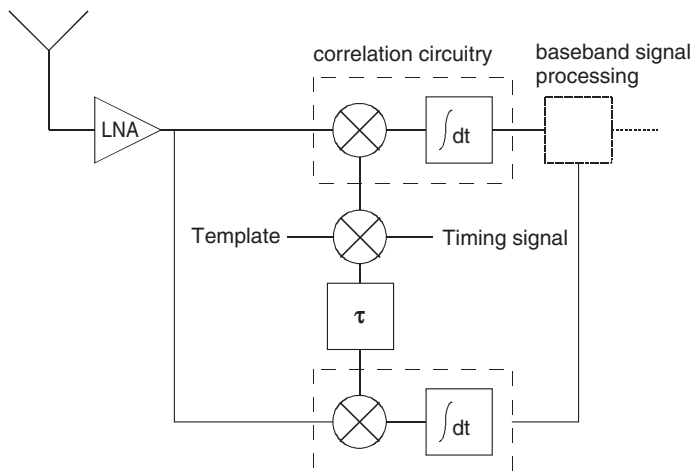 correlation circuitry
baseband signal
processing
LNA
∫dt
Template
Timing signal
τ
∫dt